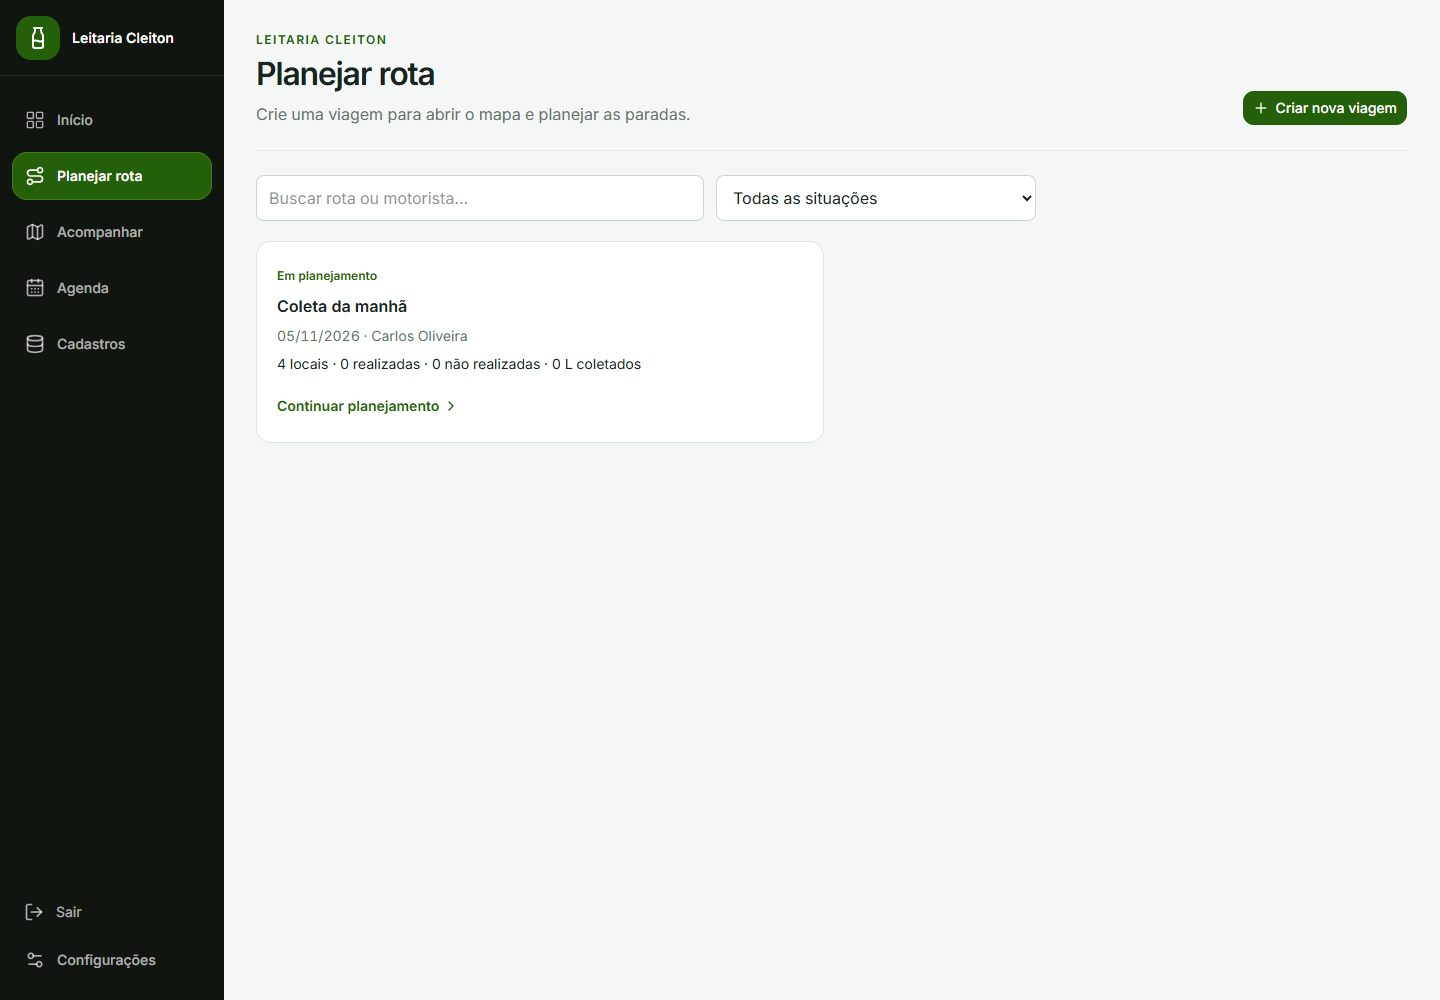 Leitaria Cleiton
Início
Planejar rota
Acompanhar
Agenda
Cadastros
Sair
Configurações
LEITARIA CLEITON
Planejar rota
Crie uma viagem para abrir o mapa e planejar as paradas.
Criar nova viagem
Buscar rota ou motorista...
Todas as situações
Em planejamento
Coleta da manhã
05/11/2026 · Carlos Oliveira
4 locais · 0 realizadas · 0 não realizadas · 0 L coletados
Continuar planejamento